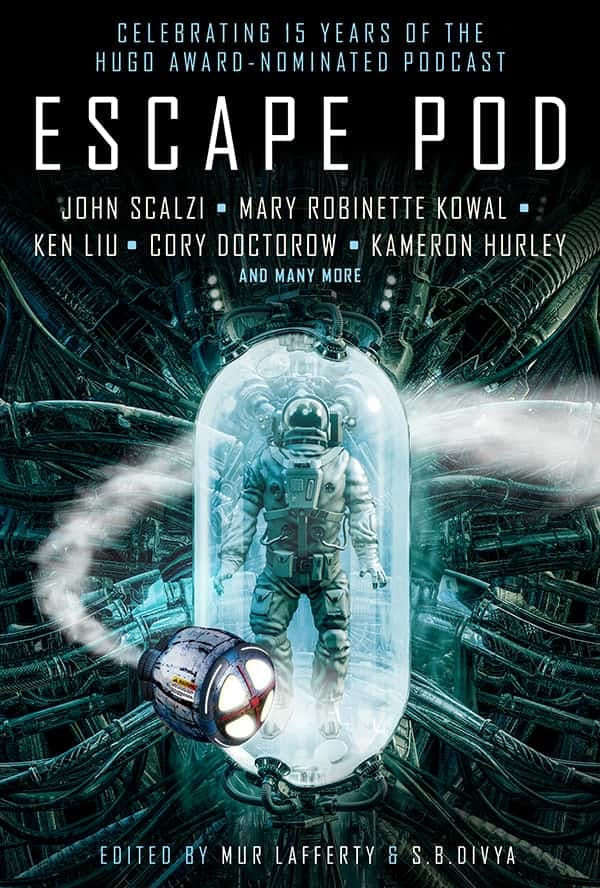 CELEBRATING 15 YEARS OF THE
HUGO AWARD-NOMINATED PODCAST
ESCAPE POD
JOHN SCALZI ▪ MARY ROBINETTE KOWAL ▪
KEN LIU ▪ CORY DOCTOROW ▪ KAMERON HURLEY
AND MANY MORE
EDITED BY MUR LAFFERTY & S.B.DIVYA